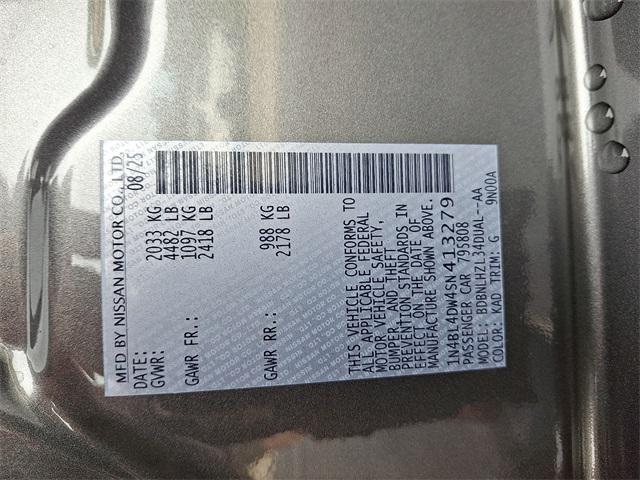 MFD BY NISSAN MOTOR CO., LTD.
DATE: 08/25
GVWR: 2033 KG
4482 LB
GAWR FR.: 1097 KG
2418 LB
GAWR RR.: 988 KG
2178 LB
THIS VEHICLE CONFORMS TO
ALL APPLICABLE FEDERAL
MOTOR VEHICLE SAFETY,
BUMPER, AND THEFT
PREVENTION STANDARDS IN
EFFECT ON THE DATE OF
MANUFACTURE SHOWN ABOVE.
1N4BL4DW4SN413279
PASSENGER CAR 795808
MODEL: BDBNLHZL34DUAL--AA
COLOR: KAD TRIM: G 9N00A